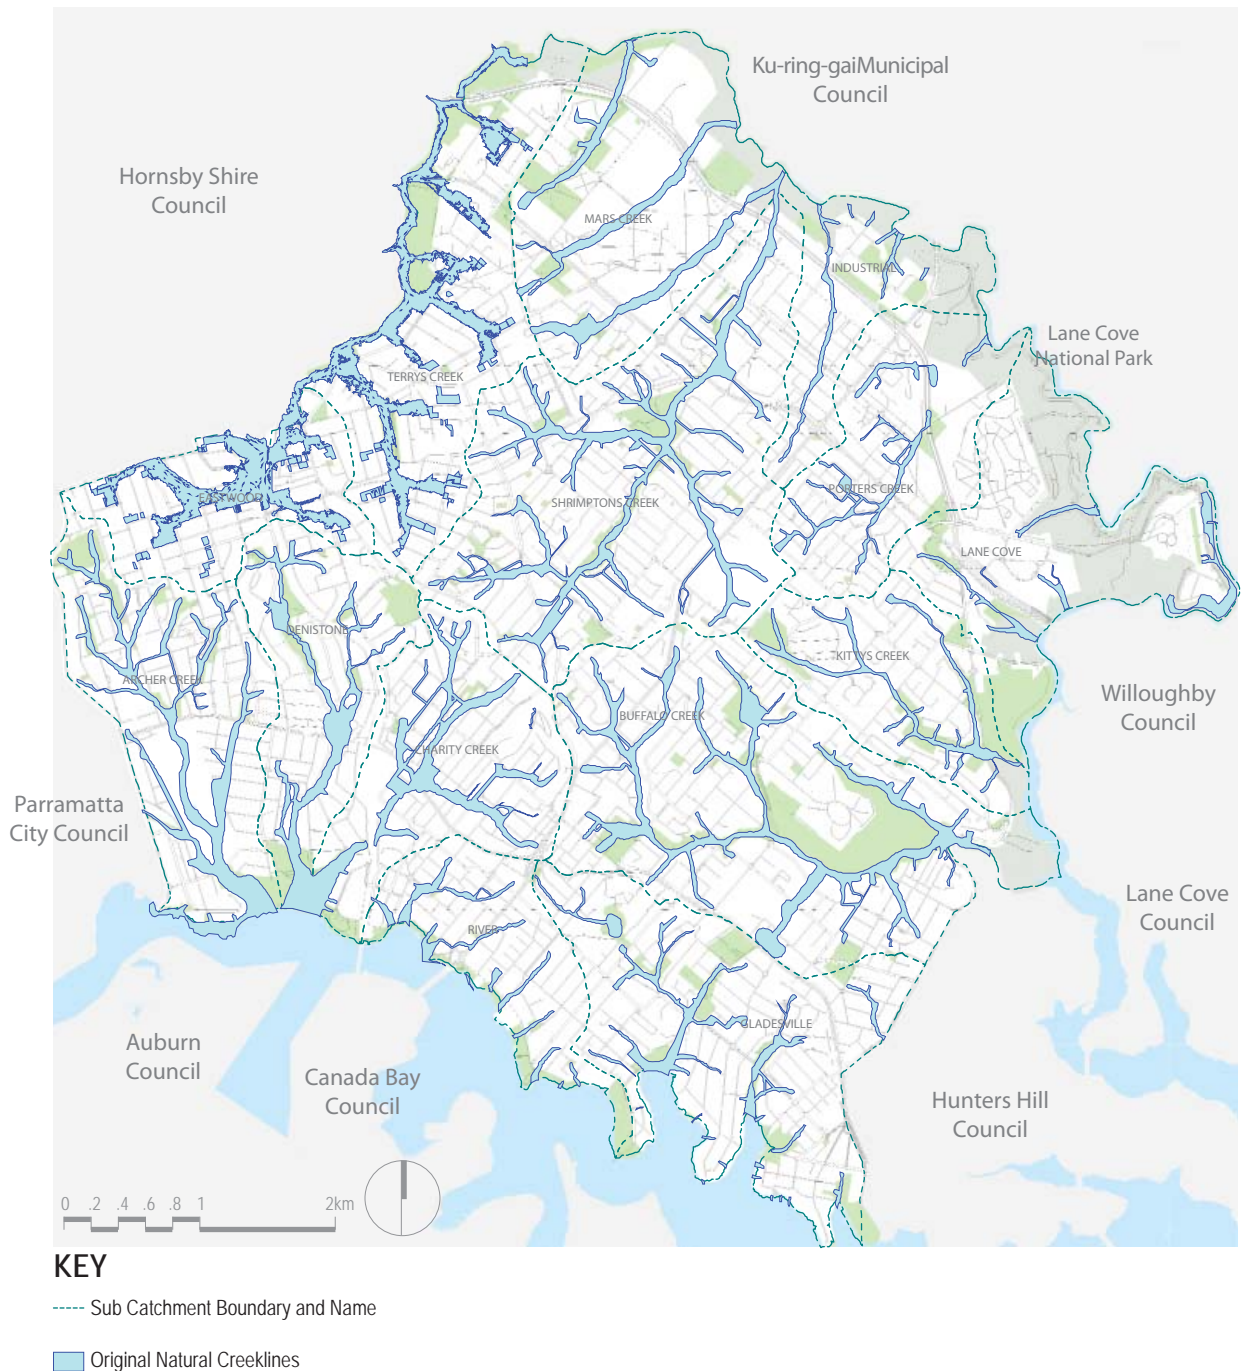 Ku-ring-gaiMunicipal
Council
Hornsby Shire
Council
MARS CREEK
INDUSTRIAL
Lane Cove
National Park
TERRYS CREEK
EASTWOOD
SHRIMPTONS CREEK
PORTERS CREEK
LANE COVE
DENISTONE
KITTYS CREEK
ARCHER CREEK
Willoughby
Council
BUFFALO CREEK
CHARITY CREEK
Parramatta
City Council
Lane Cove
Council
RIVER
GLADESVILLE
Auburn
Council
Canada Bay
Council
Hunters Hill
Council
0 .2 .4 .6 .8 1 2km
KEY
Sub Catchment Boundary and Name
Original Natural Creeklines